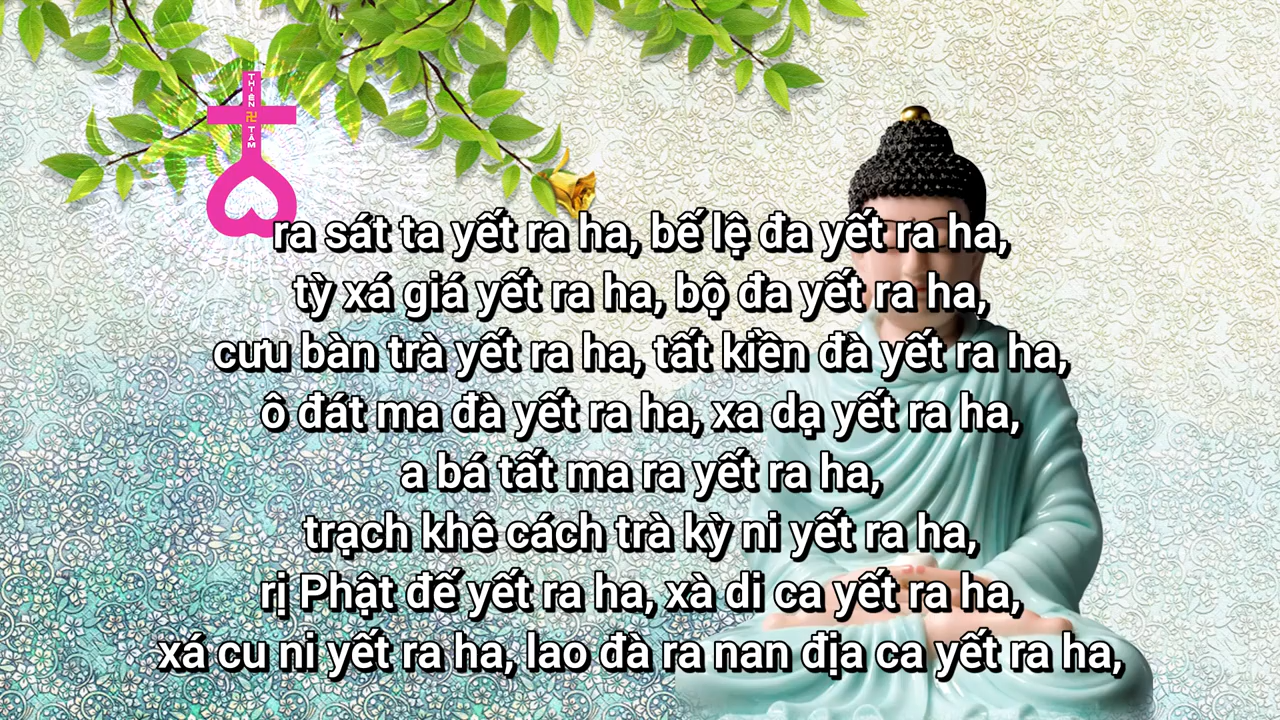 THIỆN
卍
TÂM
ra sát ta yết ra ha, bế lệ đa yết ra ha,
tỳ xá giá yết ra ha, bộ đa yết ra ha,
cưu bàn trà yết ra ha, tất kiền đà yết ra ha,
ô đát ma đà yết ra ha, xa dạ yết ra ha,
a bá tất ma ra yết ra ha,
trạch khê cách trà kỳ ni yết ra ha,
rị Phật đế yết ra ha, xà di ca yết ra ha,
xá cu ni yết ra ha, lao đà ra nan địa ca yết ra ha,